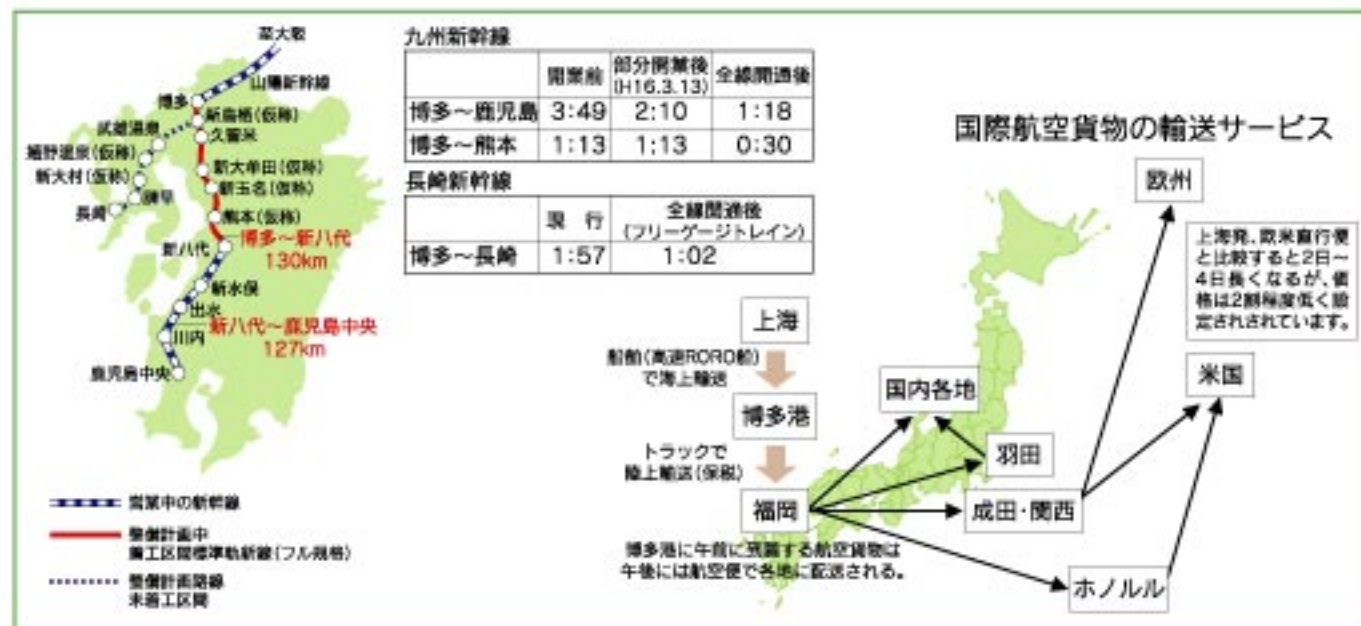 至大阪
山陽新幹線
博多
新鳥栖(仮称)
武雄温泉
久留米
嬉野温泉(仮称)
新大村(仮称)
新大牟田(仮称)
新玉名(仮称)
諫早
長崎
熊本(仮称)
博多〜新八代
130km
新八代
新水俣
出水
新八代〜鹿児島中央
127km
川内
鹿児島中央
営業中の新幹線
整備計画中
着工区間標準軌新線(フル規格)
整備計画路線
未着工区間
九州新幹線
開業前 部分開業後(H16.3.13) 全線開通後
博多〜鹿児島 3:49 2:10 1:18
博多〜熊本 1:13 1:13 0:30
長崎新幹線
現 行 全線開通後(フリーゲージトレイン)
博多〜長崎 1:57 1:02
国際航空貨物の輸送サービス
欧州
上海発、欧米直行便
と比較すると2日〜
4日長くなるが、価
格は2割程度低く設
定されされています。
上海
船舶(高速RORO船)
で海上輸送
博多港
トラックで
陸上輸送(保税)
福岡
国内各地
羽田
成田・関西
米国
ホノルル
博多港に午前に到着する航空貨物は
午後には航空便で各地に配送される。